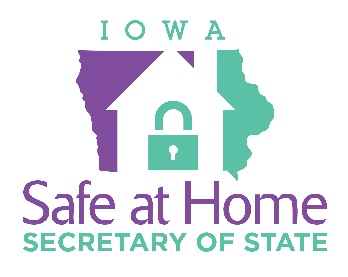 IOWA
Safe at Home
SECRETARY OF STATE